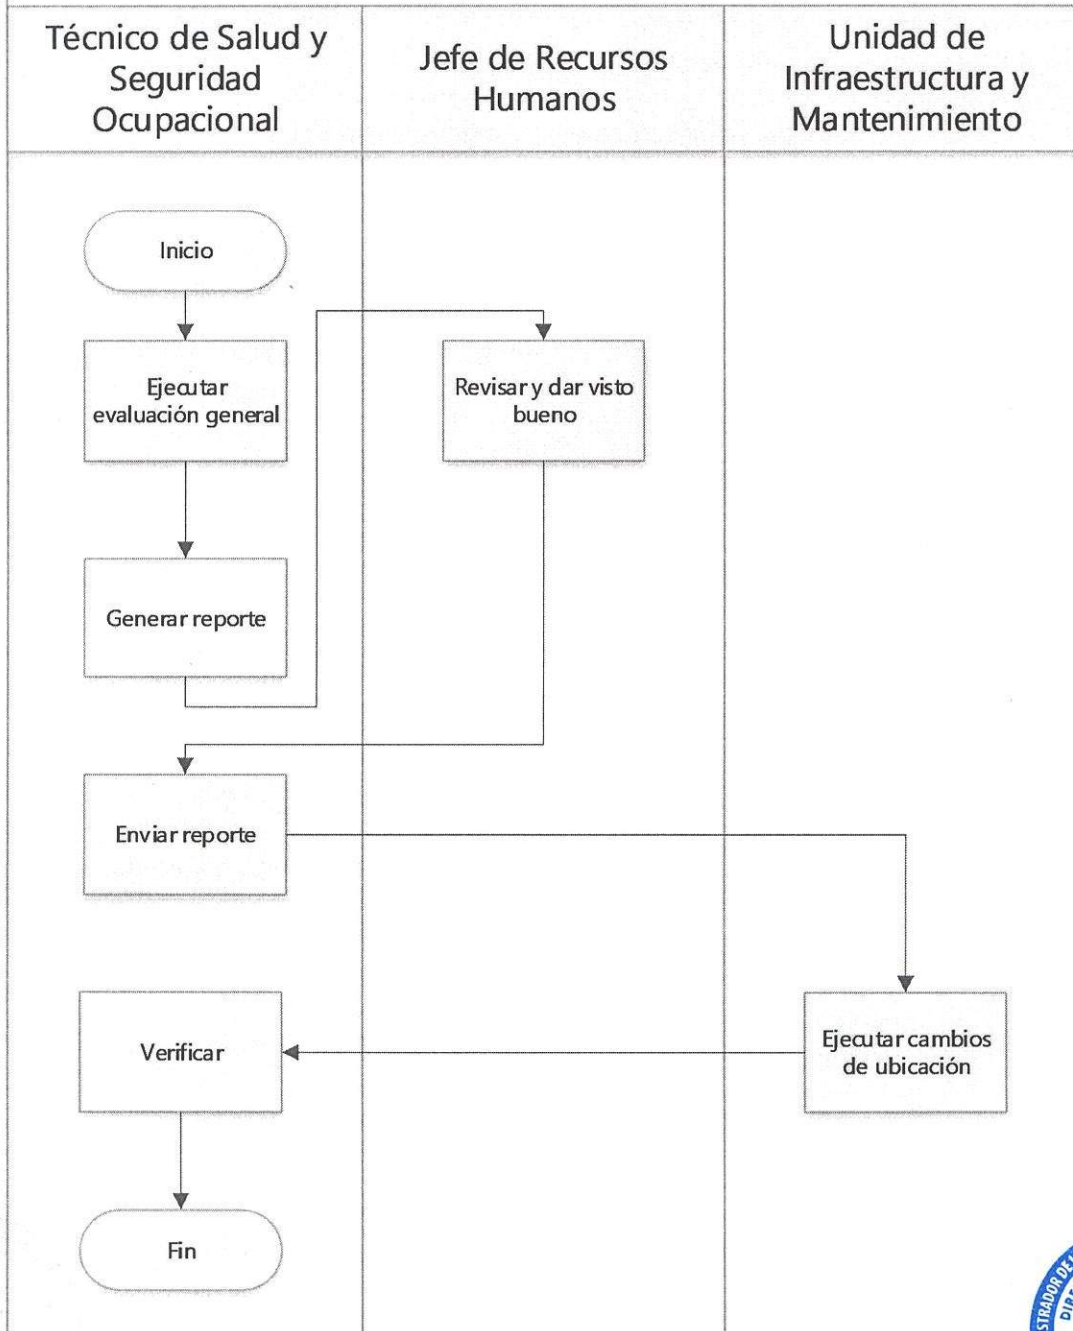 Técnico de Salud y
Seguridad
Ocupacional
Jefe de Recursos
Humanos
Unidad de
Infraestructura y
Mantenimiento
Inicio
Ejecutar
evaluación general
Revisar y dar visto
bueno
Generar reporte
Enviar reporte
Verificar
Ejecutar cambios
de ubicación
Fin